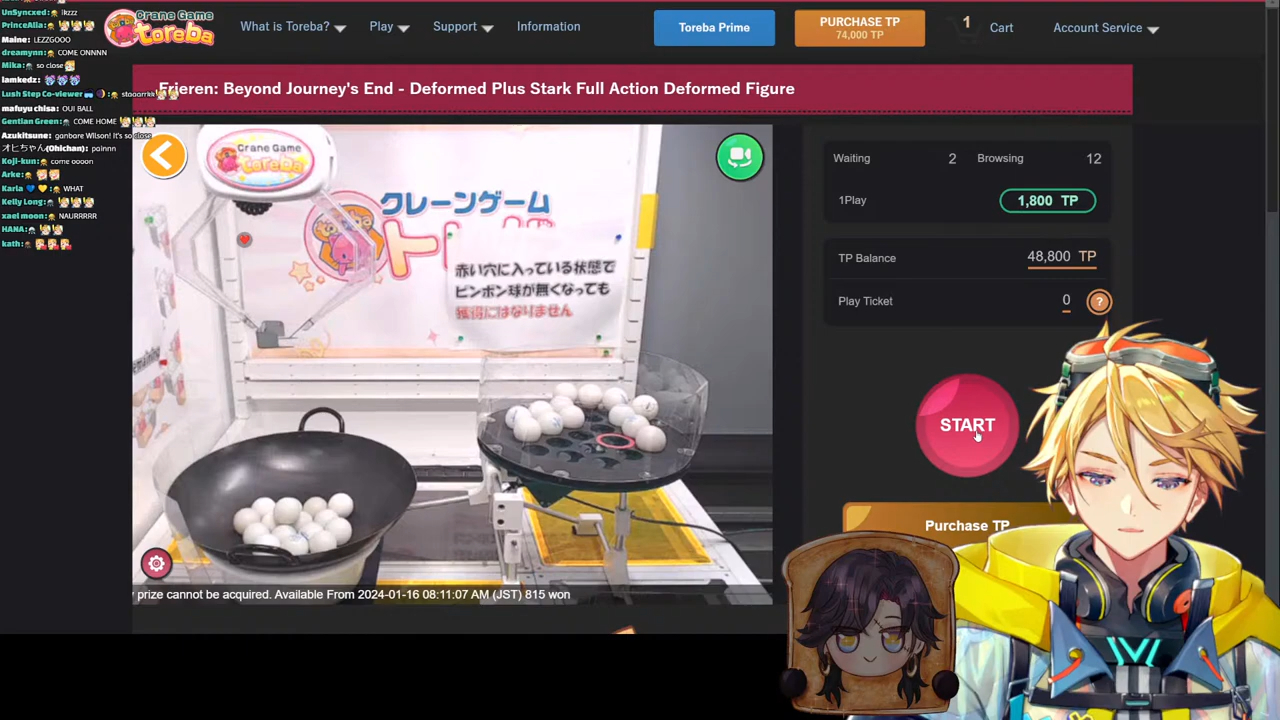 UnSyncxed: !kzzz
PrinceAlla:
Maine: LEZZGOOO
dreamynn: COME ONNNN
Mika: so close
Iamkedz:
Lush Step Co-viewer : staaarrrk!
mafuyu chisa: OUI BALL
Gentian Green: COME HOME
Azukitsune: ganbare Wilson! It's so close
オヒちゃん(Ohichan): painnn
Koji-kun: come oooon
Arke:
Karla : WHAT
Kelly Long:
xael moon: NAURRRRR
HANA:
kath:
Crane Game
toreba
What is Toreba?
Play
Support
Information
Toreba Prime
PURCHASE TP
74,000 TP
1
Cart
Account Service
Frieren: Beyond Journey's End - Deformed Plus Stark Full Action Deformed Figure
Crane Game
toreba
クレーンゲーム
赤い穴に入っている状態で
ピンポン球が無くなっても
獲得にはなりません
prize cannot be acquired. Available From 2024-01-16 08:11:07 AM (JST) 815 won
Waiting 2 Browsing 12
1Play 1,800 TP
TP Balance 48,800 TP
Play Ticket 0 ?
START
Purchase TP